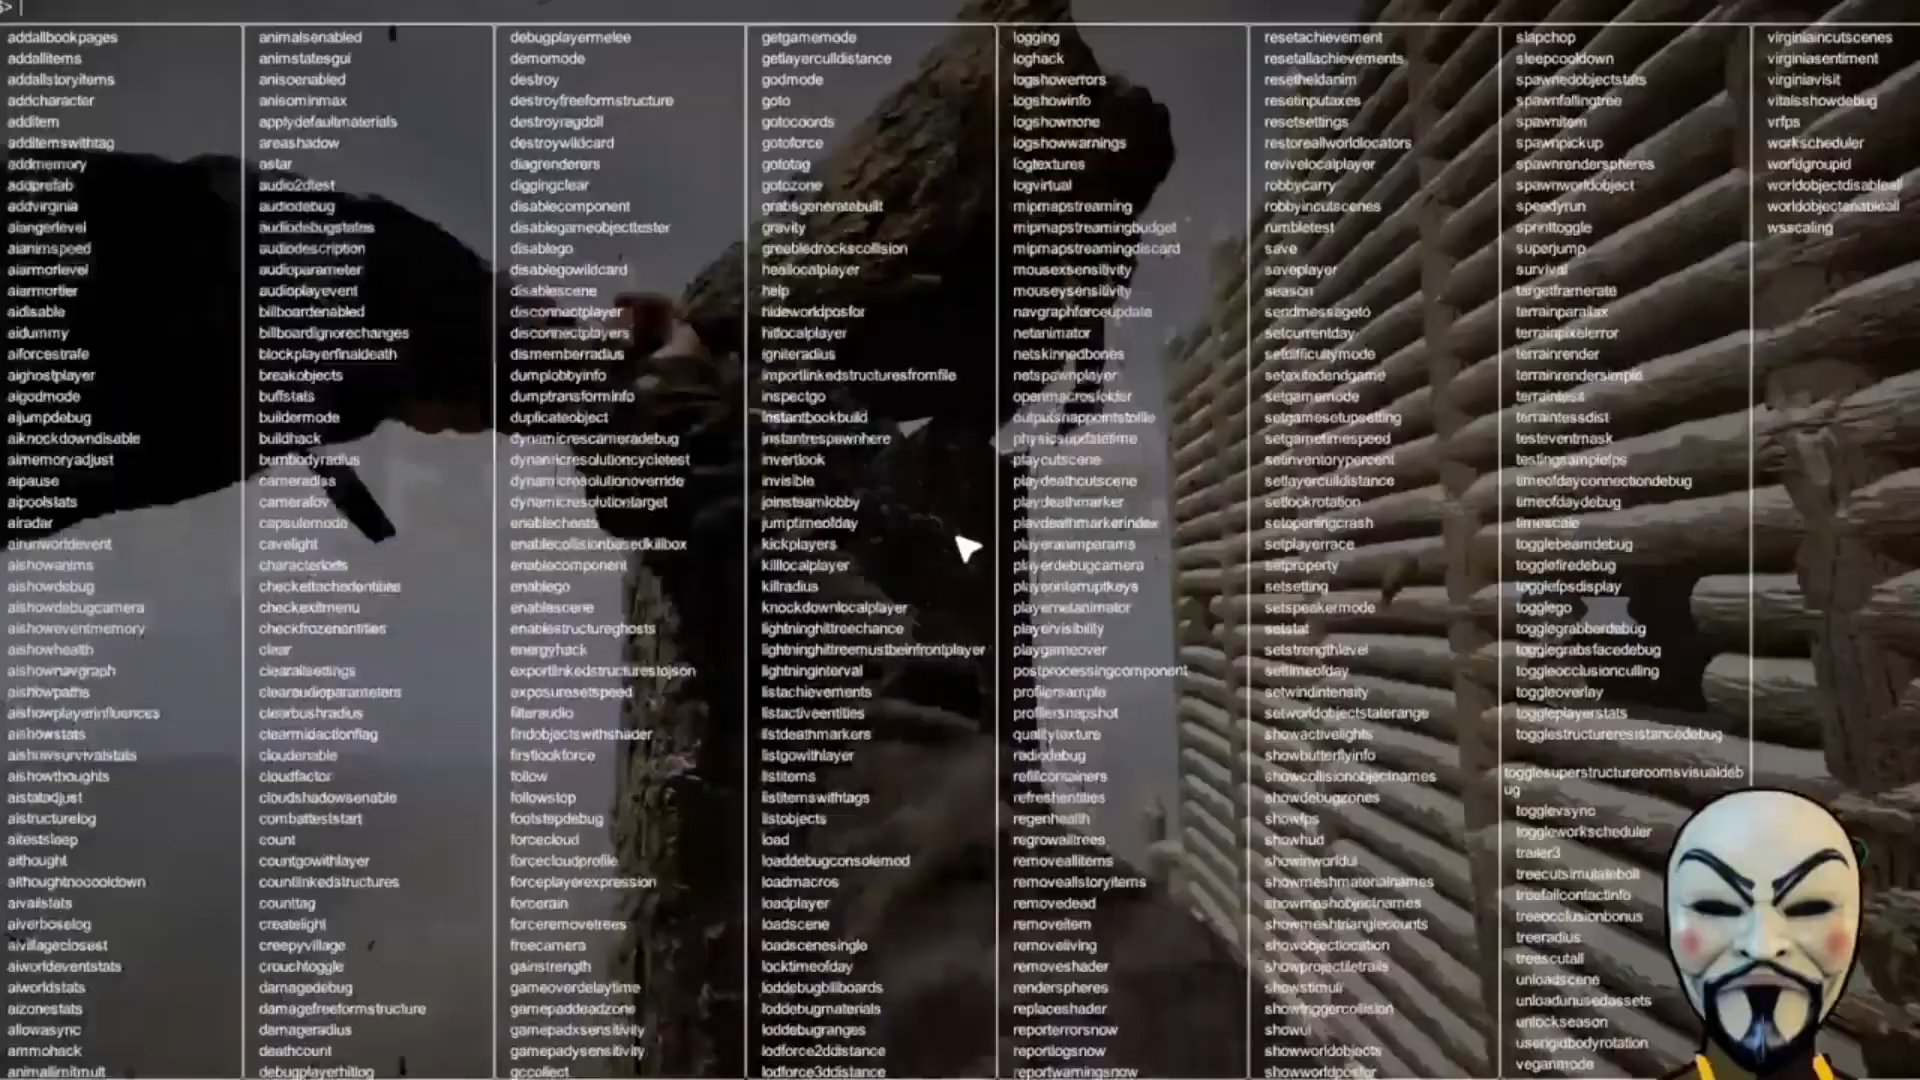 > |
addallbookpages
addallitems
addallstoryitems
addcharacter
additem
additemswithtag
addmemory
addprefab
addvirginia
aiangerlevel
aianimspeed
aiarmorlevel
aiarmortier
aidisable
aidummy
aiforcestrafe
aighostplayer
aigodmode
aijumpdebug
aiknockdowndisable
aimemoryadjust
aipause
aipoolstats
airadar
airunworldevent
aishowanims
aishowdebug
aishowdebugcamera
aishoweventmemory
aishowhealth
aishownavgraph
aishowpaths
aishowplayerinfluences
aishowstats
aishowsurvivalstats
aishowthoughts
aistatadjust
aistructurelog
aitestsleep
aithought
aithoughtnocooldown
aivailstats
aiverboselog
aivillageclosest
aiworldeventstats
aiworldstats
aizonestats
allowasync
ammohack
animallimitmult
animalsenabled
animstatesgui
anisoenabled
anisominmax
applydefaultmaterials
areashadow
astar
audio2dtest
audiodebug
audiodebugstates
audiodescription
audioparameter
audioplayevent
billboardenabled
billboardignorechanges
blockplayerfinaldeath
breakobjects
buffstats
buildermode
buildhack
burnbodyradius
cameradiss
camerafov
capsulemode
cavelight
characterlods
checkattachedentities
checkexitmenu
checkfrozenentities
clear
clearallsettings
clearaudioparameters
clearbushradius
clearmidactionflag
cloudenable
cloudfactor
cloudshadowsenable
combatteststart
count
countgowithlayer
countlinkedstructures
counttag
createlight
creepyvillage
crouchtoggle
damagedebug
damagefreeformstructure
damageradius
deathcount
debugplayerhitlog
debugplayermelee
demomode
destroy
destroyfreeformstructure
destroyragdoll
destroywildcard
diagrenderers
diggingclear
disablecomponent
disablegameobjecttester
disablego
disablegowildcard
disablescene
disconnectplayer
disconnectplayers
dismemberradius
dumplobbyinfo
dumptransforminfo
duplicateobject
dynamicrescameradebug
dynamicresolutioncycletest
dynamicresolutionoverride
dynamicresolutiontarget
enablecheats
enablecollisionbasedkillbox
enablecomponent
enablego
enablescene
enablestructureghosts
energyhack
exportlinkedstructurestojson
exposuresetspeed
filteraudio
findobjectswithshader
firstlookforce
follow
followstop
footstepdebug
forcecloud
forcecloudprofile
forceplayerexpression
forcerain
forceremovetrees
freecamera
gainstrength
gameoverdelaytime
gamepaddeadzone
gamepadxsensitivity
gamepadysensitivity
gccollect
getgamemode
getlayerculldistance
godmode
goto
gotocoords
gotoforce
gototag
gotozone
grabsgeneratebuilt
gravity
greebledrockscollision
heallocalplayer
help
hideworldposfor
hitlocalplayer
igniteradius
importlinkedstructuresfromfile
inspectgo
instantbookbuild
instantrespawnhere
invertlook
invisible
joinsteamlobby
jumptimeofday
kickplayers
killlocalplayer
killradius
knockdownlocalplayer
lightninghittreechance
lightninghittreemustbeinfrontplayer
lightninginterval
listachievements
listactiveentities
listdeathmarkers
listgowithlayer
listitems
listitemswithtags
listobjects
load
loaddebugconsolemod
loadmacros
loadplayer
loadscene
loadscenesingle
locktimeofday
loddebugbillboards
loddebugmaterials
loddebugranges
lodforce2ddistance
lodforce3ddistance
logging
loghack
logshowerrors
logshowinfo
logshownone
logshowwarnings
logtextures
logvirtual
mipmapstreaming
mipmapstreamingbudget
mipmapstreamingdiscard
mousexsensitivity
mouseysensitivity
navgraphforceupdate
netanimator
netskinnedbones
netspawnplayer
openmacrosfolder
outputsnappointstofile
physicsupdatetime
playcutscene
playdeathcutscene
playdeathmarker
playdeathmarkerindex
playeranimparams
playerdebugcamera
playerinterruptkeys
playernetanimator
playervisibility
playgameover
postprocessingcomponent
profilersample
profilersnapshot
qualitytexture
radiodebug
refillcontainers
refreshentities
regenhealth
regrowalltrees
removeallitems
removeallstoryitems
removedead
removeitem
removeliving
removeshader
renderspheres
replaceshader
reporterrorsnow
reportlogsnow
reportwarningsnow
resetachievement
resetallachievements
resetheldanim
resetinputaxes
resetsettings
restoreallworldlocators
revivelocalplayer
robbycarry
robbyincutscenes
rumbletest
save
saveplayer
season
sendmessageto
setcurrentday
setdifficultymode
setexitedendgame
setgamemode
setgamesetupsetting
setgametimespeed
setinventorypercent
setlayerculldistance
setlookrotation
setopeningcrash
setplayerrace
setproperty
setsetting
setspeakermode
setstat
setstrengthlevel
settimeofday
setwindintensity
setworldobjectstaterange
showactivelights
showbutterflyinfo
showcollisionobjectnames
showdebugzones
showfps
showhud
showinworldui
showmeshmaterialnames
showmeshobjectnames
showmeshtrianglecounts
showobjectlocation
showprojectiletrails
showstimuli
showtriggercollision
showui
showworldobjects
showworldposfor
slapchop
sleepcooldown
spawnedobjectstats
spawnfallingtree
spawnitem
spawnpickup
spawnrenderspheres
spawnworldobject
speedyrun
sprinttoggle
superjump
survival
targetframerate
terrainparallax
terrainpixelerror
terrainrender
terrainrendersimple
terraintest
terraintessdist
testeventmask
testingsamplefps
timeofdayconnectiondebug
timeofdaydebug
timescale
togglebeamdebug
togglefiredebug
togglefpsdisplay
togglego
togglegrabberdebug
togglegrabsfacedebug
toggleocclusionculling
toggleoverlay
toggleplayerstats
togglestructureresistancedebug
togglesuperstructureroomsvisualdeb
ug
togglevsync
toggleworkscheduler
trailer3
treecutsimulatebolt
treefallcontactinfo
treeocclusionbonus
treeradius
treescutall
unloadscene
unloadunusedassets
unlockseason
userigidbodyrotation
veganmode
virginiaincutscenes
virginiasentiment
virginiavisit
vitalsshowdebug
vrfps
workscheduler
worldgroupid
worldobjectdisableall
worldobjectenableall
wsscaling